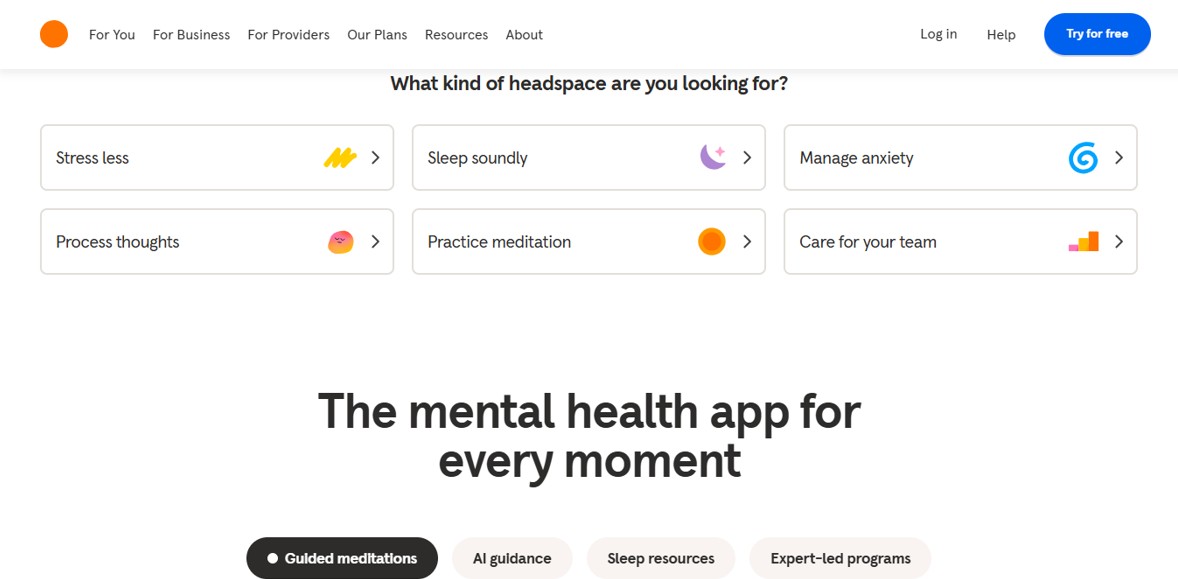 For You For Business For Providers Our Plans Resources About Log in Help Try for free
What kind of headspace are you looking for?
Stress less Sleep soundly Manage anxiety
Process thoughts Practice meditation Care for your team
The mental health app for
every moment
Guided meditations AI guidance Sleep resources Expert-led programs